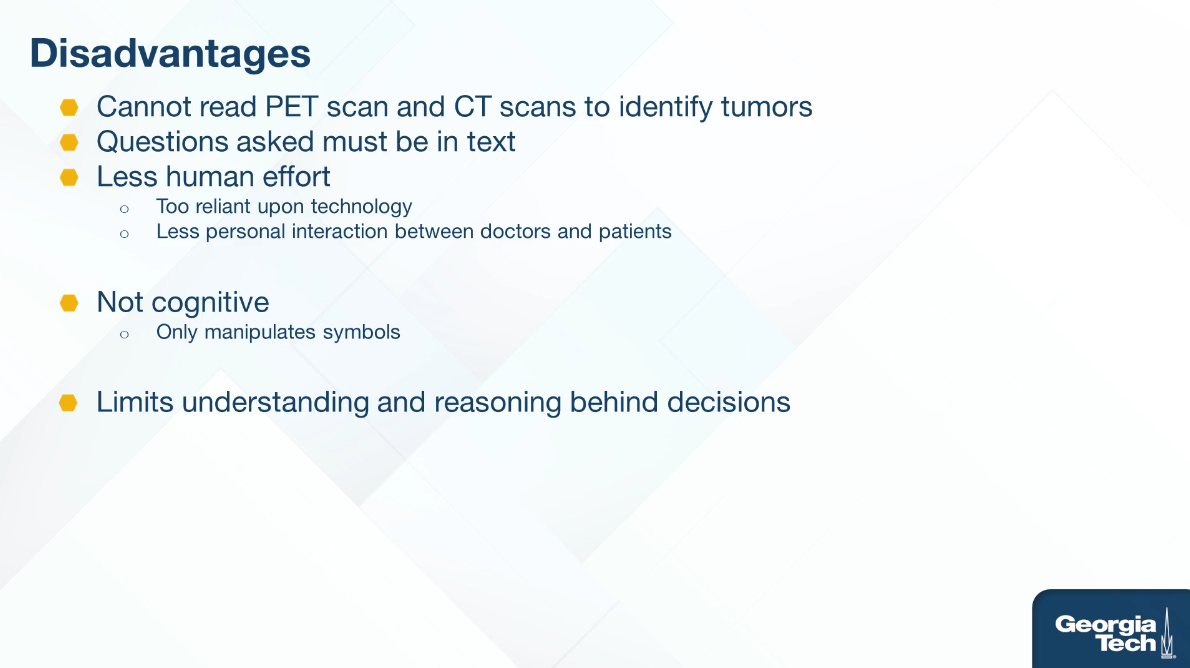 Disadvantages
Cannot read PET scan and CT scans to identify tumors
Questions asked must be in text
Less human effort
Too reliant upon technology
Less personal interaction between doctors and patients
Not cognitive
Only manipulates symbols
Limits understanding and reasoning behind decisions
Georgia
Tech